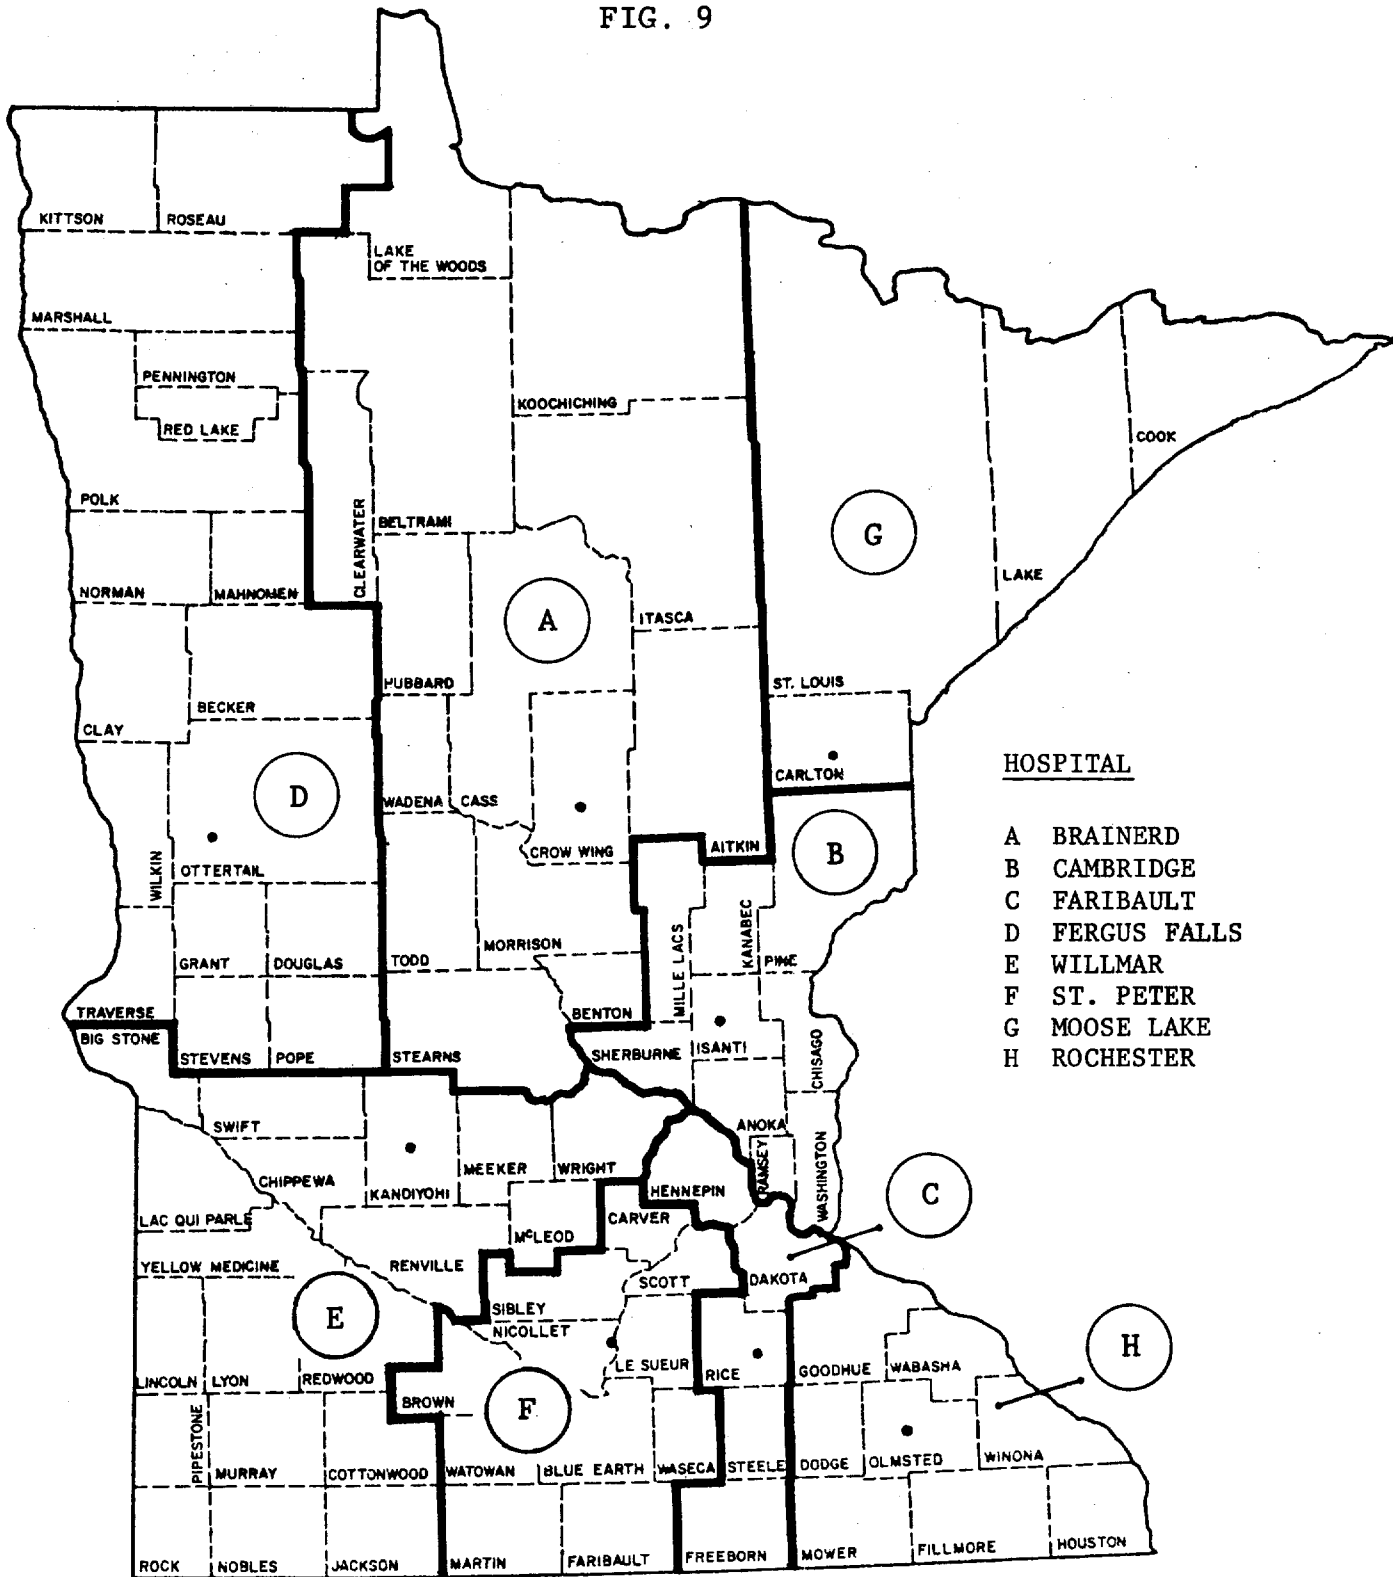 FIG. 9
KITTSON
ROSEAU
LAKE
OF THE WOODS
MARSHALL
PENNINGTON
RED LAKE
KOOCHICHING
COOK
POLK
CLEARWATER
BELTRAMI
G
NORMAN
MAHNOMEN
A
ITASCA
LAKE
HUBBARD
ST. LOUIS
BECKER
CLAY
D
WADENA
CASS
CARLTON
HOSPITAL
A BRAINERD
B CAMBRIDGE
C FARIBAULT
D FERGUS FALLS
E WILLMAR
F ST. PETER
G MOOSE LAKE
H ROCHESTER
WILKIN
OTTERTAIL
CROW WING
AITKIN
B
GRANT
DOUGLAS
TODD
MORRISON
MILLE LACS
KANABEC
PINE
TRAVERSE
BIG STONE
STEVENS
POPE
STEARNS
BENTON
SHERBURNE
ISANTI
CHISAGO
SWIFT
ANOKA
RAMSEY
WASHINGTON
CHIPPEWA
KANDIYOHI
MEEKER
WRIGHT
HENNEPIN
C
LAC QUI PARLE
McLEOD
CARVER
YELLOW MEDICINE
RENVILLE
SCOTT
DAKOTA
E
SIBLEY
NICOLLET
LINCOLN
LYON
REDWOOD
BROWN
F
LE SUEUR
RICE
GOODHUE
WABASHA
H
PIPESTONE
MURRAY
COTTONWOOD
WATOWAN
BLUE EARTH
WASECA
STEELE
DODGE
OLMSTED
WINONA
ROCK
NOBLES
JACKSON
MARTIN
FARIBAULT
FREEBORN
MOWER
FILLMORE
HOUSTON